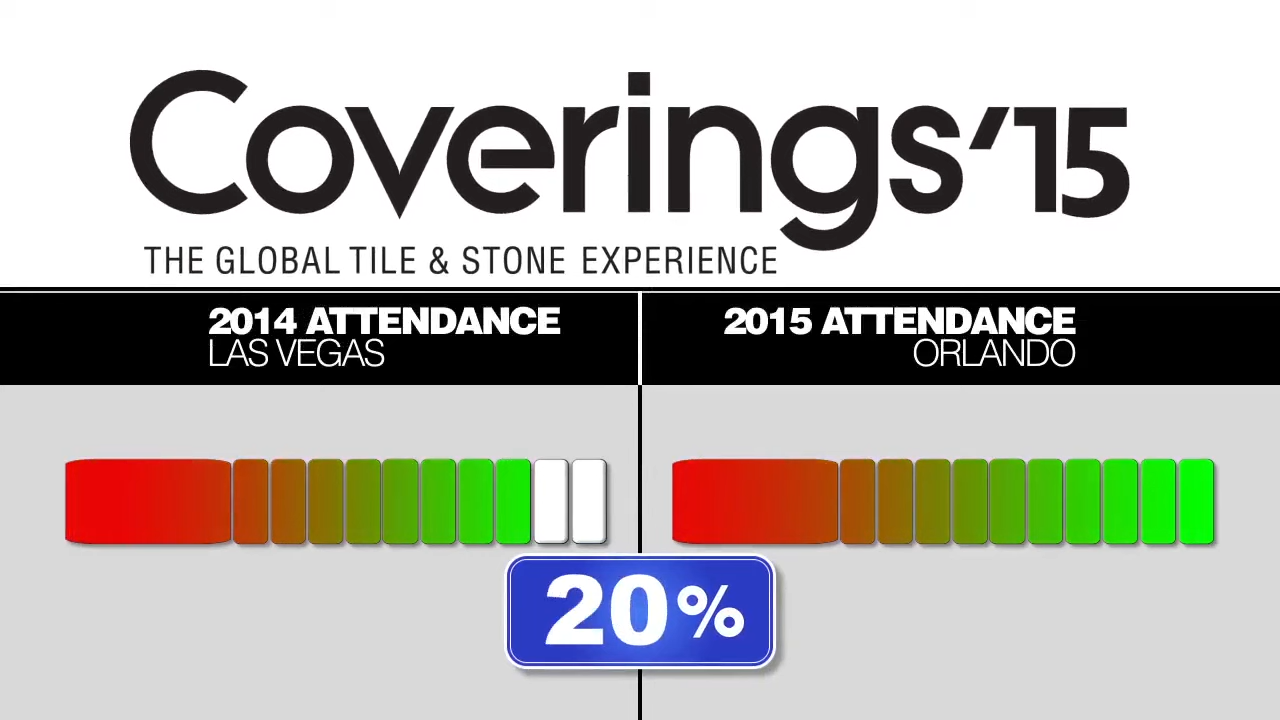 Coverings'15
THE GLOBAL TILE & STONE EXPERIENCE
2014 ATTENDANCE
LAS VEGAS
2015 ATTENDANCE
ORLANDO
20%